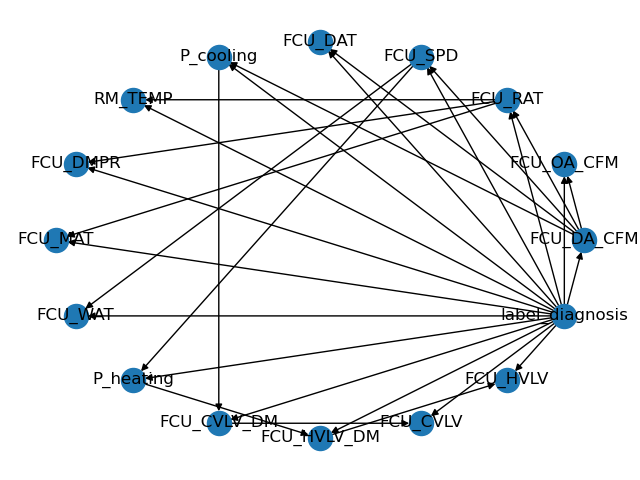 FCU_DAT
P_cooling
FCU_SPD
RM_TEMP
FCU_RAT
FCU_DMPR
FCU_OA_CFM
FCU_MAT
FCU_DA_CFM
FCU_WAT
label_diagnosis
P_heating
FCU_HVLV
FCU_CVLV_DM
FCU_CVLV
FCU_HVLV_DM